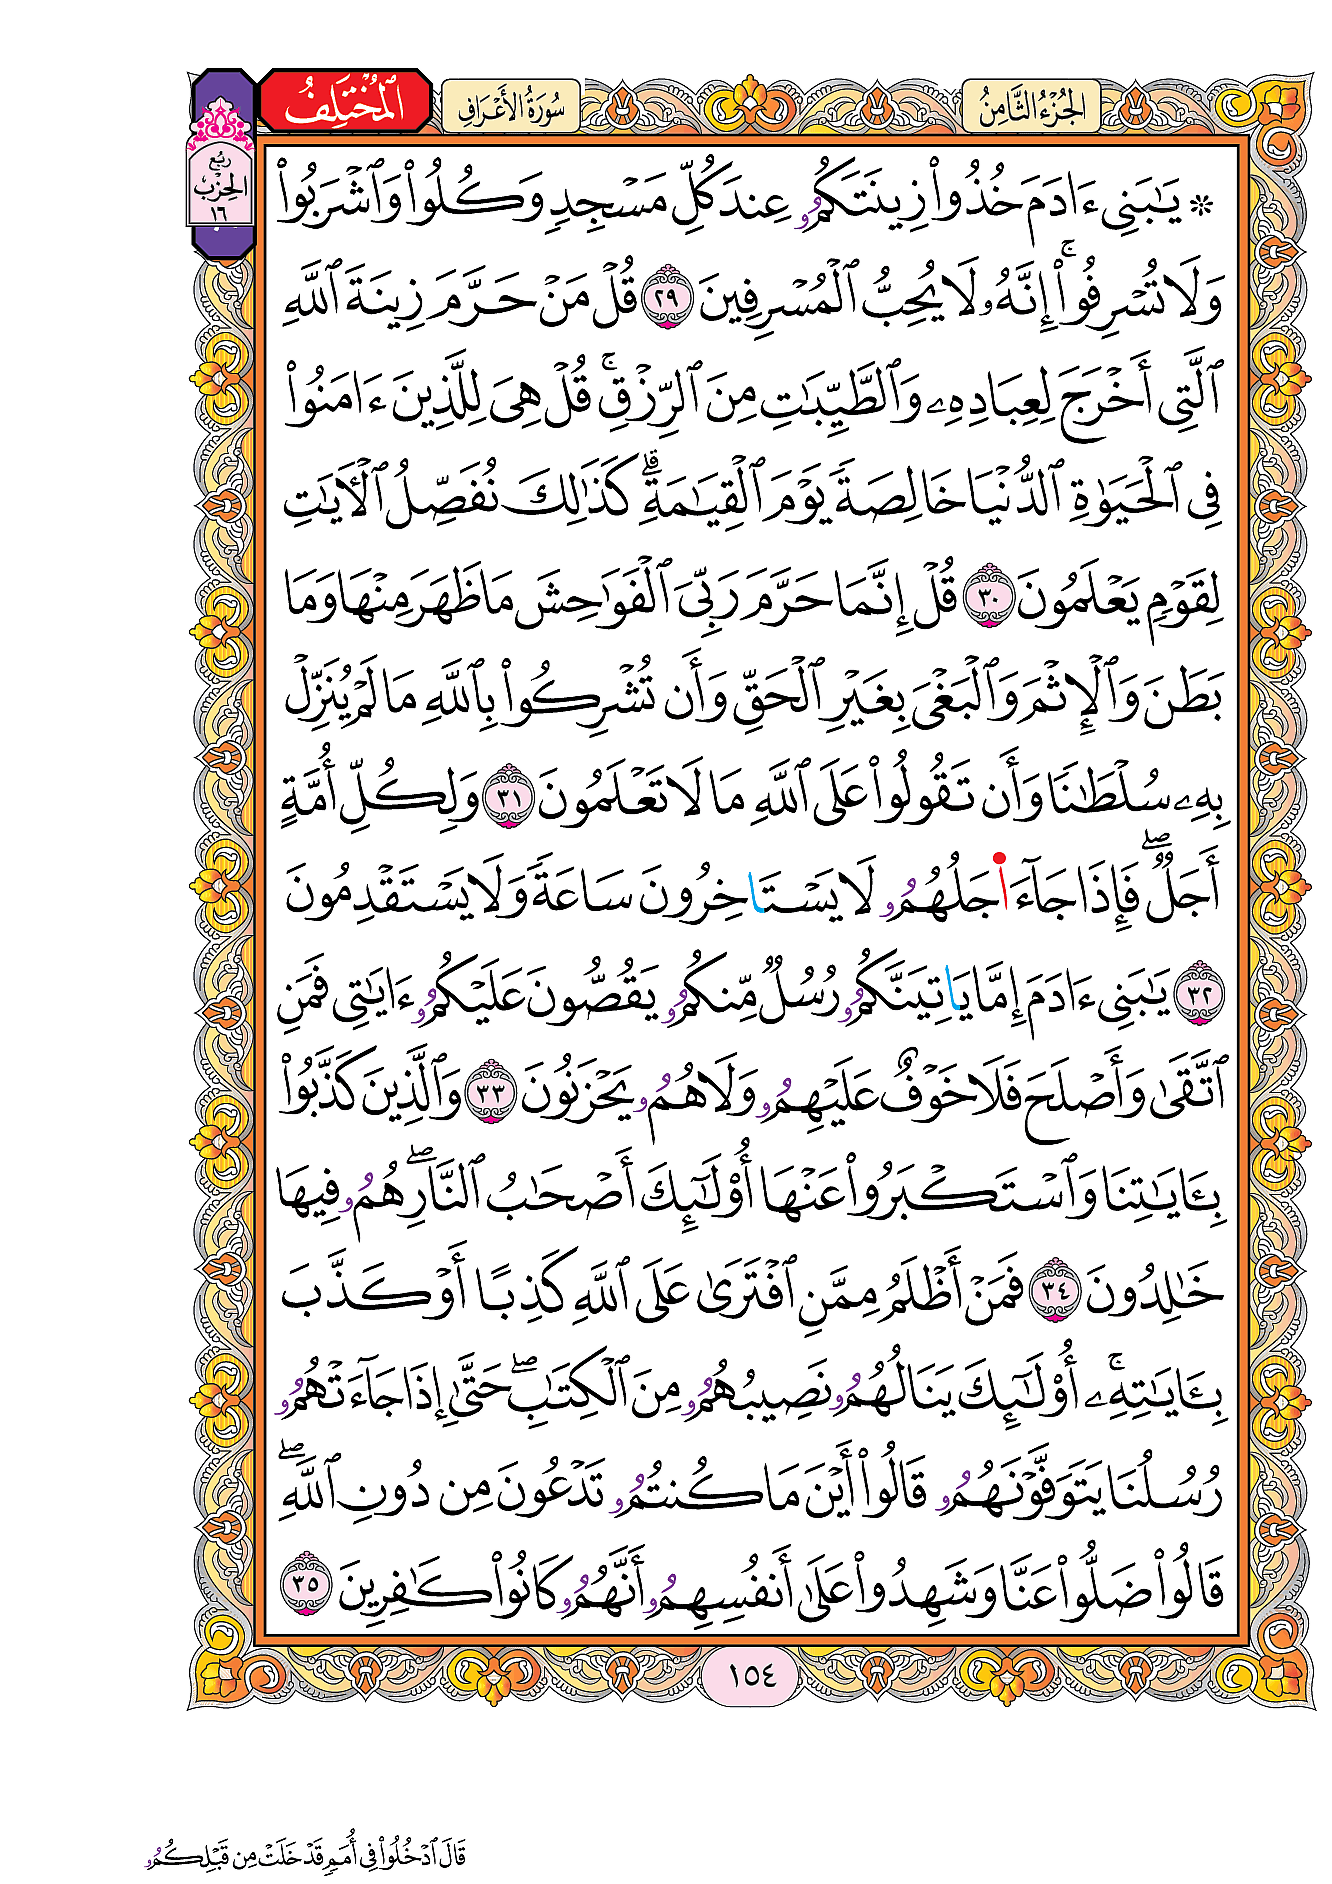 الجُزْءُ الثَّامِنُ
سُورَةُ الأَعْرَافِ
المُخْتَلِفُ
رُبُعُ
الحِزْب
١٦
۞ يَٰبَنِىٓ ءَادَمَ خُذُوا۟ زِينَتَكُمُۥ عِندَ كُلِّ مَسْجِدٍ وَكُلُوا۟ وَٱشْرَبُوا۟
وَلَا تُسْرِفُوٓا۟ ۚ إِنَّهُۥ لَا يُحِبُّ ٱلْمُسْرِفِينَ ٢٩ قُلْ مَنْ حَرَّمَ زِينَةَ ٱللَّهِ
ٱلَّتِىٓ أَخْرَجَ لِعِبَادِهِۦ وَٱلطَّيِّبَٰتِ مِنَ ٱلرِّزْقِ ۚ قُلْ هِىَ لِلَّذِينَ ءَامَنُوا۟
فِى ٱلْحَيَوٰةِ ٱلدُّنْيَا خَالِصَةً يَوْمَ ٱلْقِيَٰمَةِ ۗ كَذَٰلِكَ نُفَصِّلُ ٱلْأٓيَٰتِ
لِقَوْمٍ يَعْلَمُونَ ٣٠ قُلْ إِنَّمَا حَرَّمَ رَبِّىَ ٱلْفَوَٰحِشَ مَا ظَهَرَ مِنْهَا وَمَا
بَطَنَ وَٱلْإِثْمَ وَٱلْبَغْىَ بِغَيْرِ ٱلْحَقِّ وَأَن تُشْرِكُوا۟ بِٱللَّهِ مَا لَمْ يُنَزِّلْ
بِهِۦ سُلْطَٰنًا وَأَن تَقُولُوا۟ عَلَى ٱللَّهِ مَا لَا تَعْلَمُونَ ٣١ وَلِكُلِّ أُمَّةٍ
أَجَلٌ ۖ فَإِذَا جَآءَ اجَلُهُمُۥ لَا يَسْتَاخِرُونَ سَاعَةً وَلَا يَسْتَقْدِمُونَ
٣٢ يَٰبَنِىٓ ءَادَمَ إِمَّا يَاتِيَنَّكُمُۥ رُسُلٌ مِّنكُمُۥ يَقُصُّونَ عَلَيْكُمُۥٓ ءَايَٰتِى فَمَنِ
ٱتَّقَىٰ وَأَصْلَحَ فَلَا خَوْفٌ عَلَيْهِمُۥ وَلَا هُمُۥ يَحْزَنُونَ ٣٣ وَٱلَّذِينَ كَذَّبُوا۟
بِـَٔايَٰتِنَا وَٱسْتَكْبَرُوا۟ عَنْهَآ أُو۟لَٰٓئِكَ أَصْحَٰبُ ٱلنَّارِ ۖ هُمُۥ فِيهَا
خَٰلِدُونَ ٣٤ فَمَنْ أَظْلَمُ مِمَّنِ ٱفْتَرَىٰ عَلَى ٱللَّهِ كَذِبًا أَوْ كَذَّبَ
بِـَٔايَٰتِهِۦٓ ۚ أُو۟لَٰٓئِكَ يَنَالُهُمُۥ نَصِيبُهُمُۥ مِنَ ٱلْكِتَٰبِ ۖ حَتَّىٰٓ إِذَا جَآءَتْهُمُۥ
رُسُلُنَا يَتَوَفَّوْنَهُمُۥ قَالُوٓا۟ أَيْنَ مَا كُنتُمُۥ تَدْعُونَ مِن دُونِ ٱللَّهِ ۖ
قَالُوا۟ ضَلُّوا۟ عَنَّا وَشَهِدُوا۟ عَلَىٰٓ أَنفُسِهِمُۥٓ أَنَّهُمُۥ كَانُوا۟ كَٰفِرِينَ ٣٥
١٥٤
قَالَ ٱدْخُلُوا۟ فِىٓ أُمَمٍ قَدْ خَلَتْ مِن قَبْلِكُمُۥ